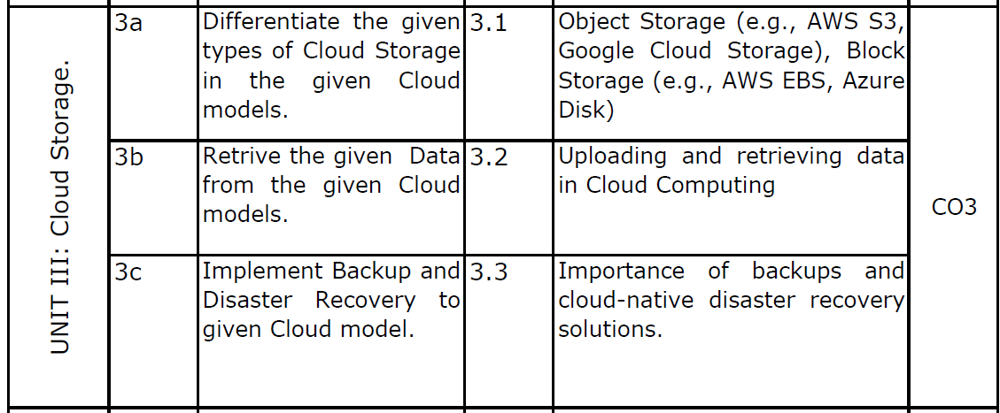 UNIT III: Cloud Storage.
3a
Differentiate the given
types of Cloud Storage
in the given Cloud
models.
3.1
Object Storage (e.g., AWS S3,
Google Cloud Storage), Block
Storage (e.g., AWS EBS, Azure
Disk)
3b
Retrive the given Data
from the given Cloud
models.
3.2
Uploading and retrieving data
in Cloud Computing
3c
Implement Backup and
Disaster Recovery to
given Cloud model.
3.3
Importance of backups and
cloud-native disaster recovery
solutions.
CO3